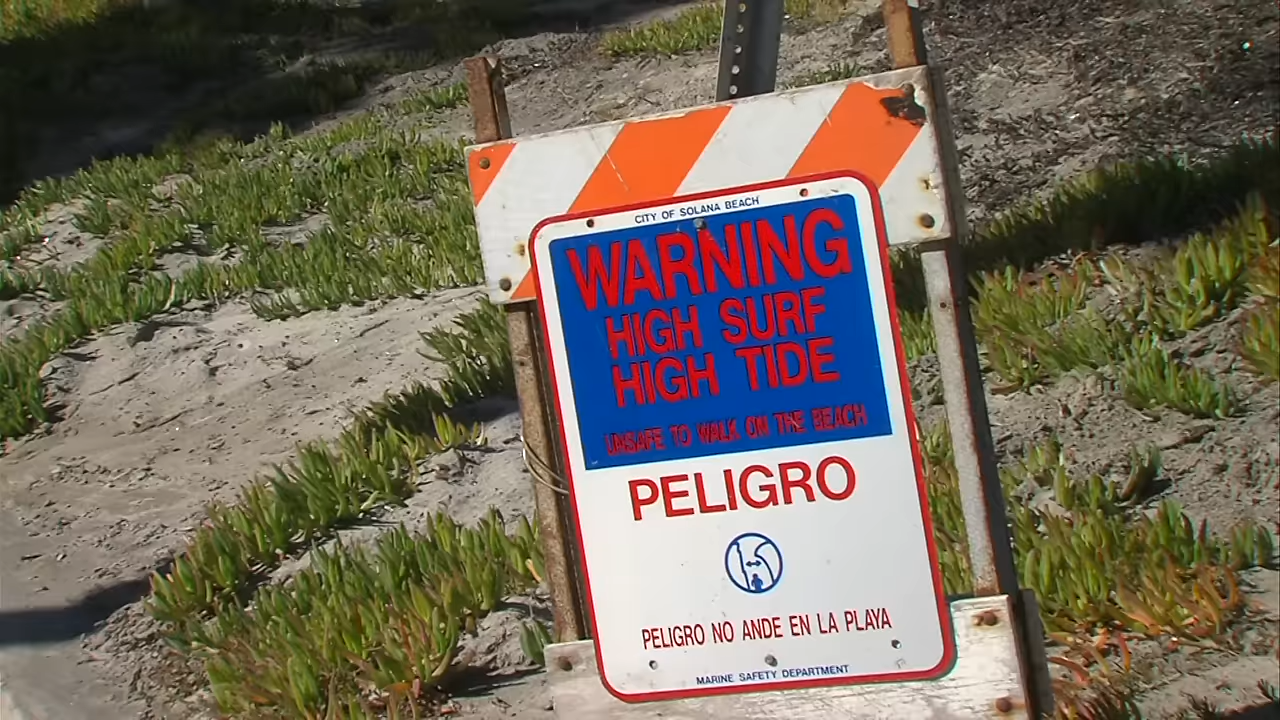 CITY OF SOLANA BEACH
WARNING
HIGH SURF
HIGH TIDE
UNSAFE TO WALK ON THE BEACH
PELIGRO
PELIGRO NO ANDE EN LA PLAYA
MARINE SAFETY DEPARTMENT